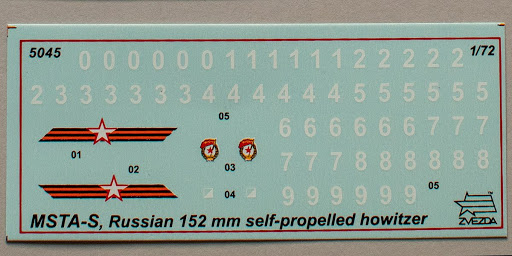 5045 0 0 0 0 0 1 1 1 1 1 2 2 2 2 2 1/72
2 3 3 3 3 3 3 4 4 4 4 4 4 5 5 5 5 5 5
05
6 6 6 6 6 6 7 7 7
01
02
03
7 7 7 8 8 8 8 8 8
04
9 9 9 9 9 9
05
MSTA-S, Russian 152 mm self-propelled howitzer
ZVEZDA